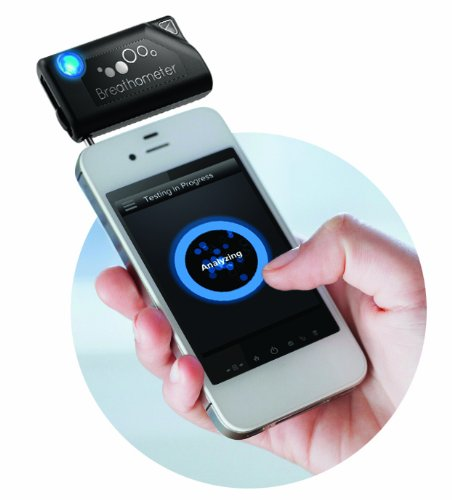 Breathometer
Testing In Progress
Analyzing